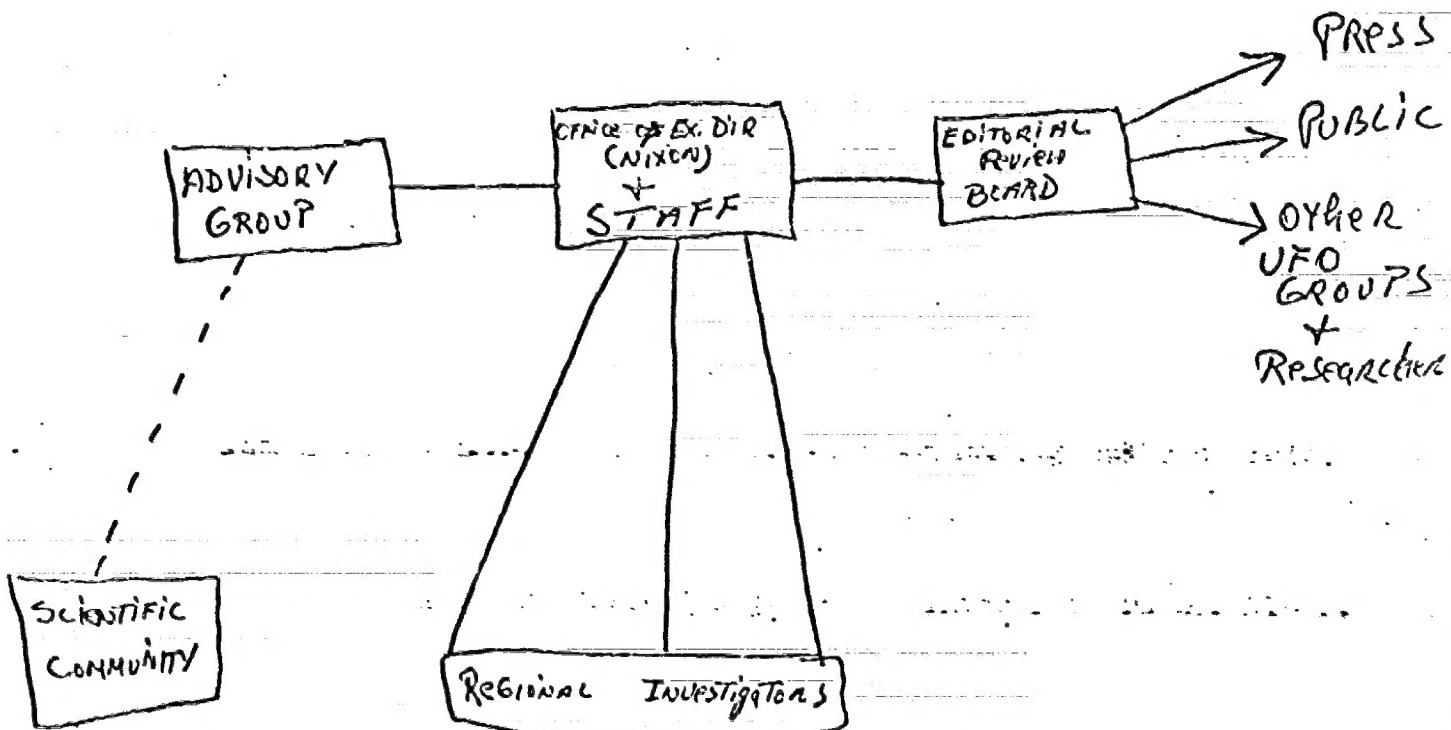 ADVISORY
GROUP
OFFICE OF EX. DIR
(NIXON)
+
STAFF
EDITORIAL
REVIEW
BOARD
PRESS
PUBLIC
OTHER
UFO
GROUPS
+
RESEARCHER
SCIENTIFIC
COMMUNITY
REGIONAL INVESTIGATORS